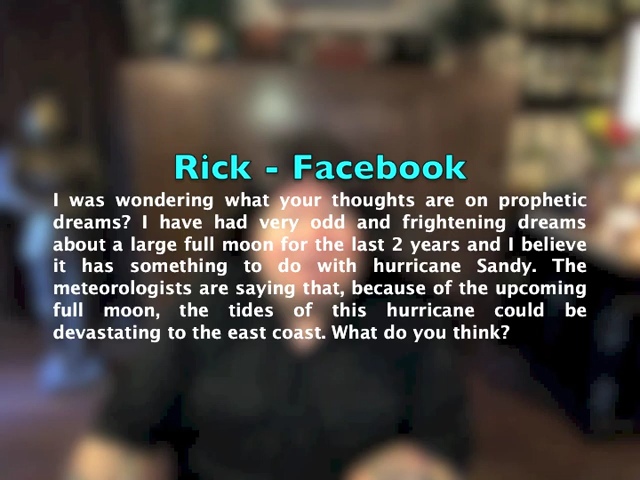 Rick - Facebook
I was wondering what your thoughts are on prophetic
dreams? I have had very odd and frightening dreams
about a large full moon for the last 2 years and I believe
it has something to do with hurricane Sandy. The
meteorologists are saying that, because of the upcoming
full moon, the tides of this hurricane could be
devastating to the east coast. What do you think?